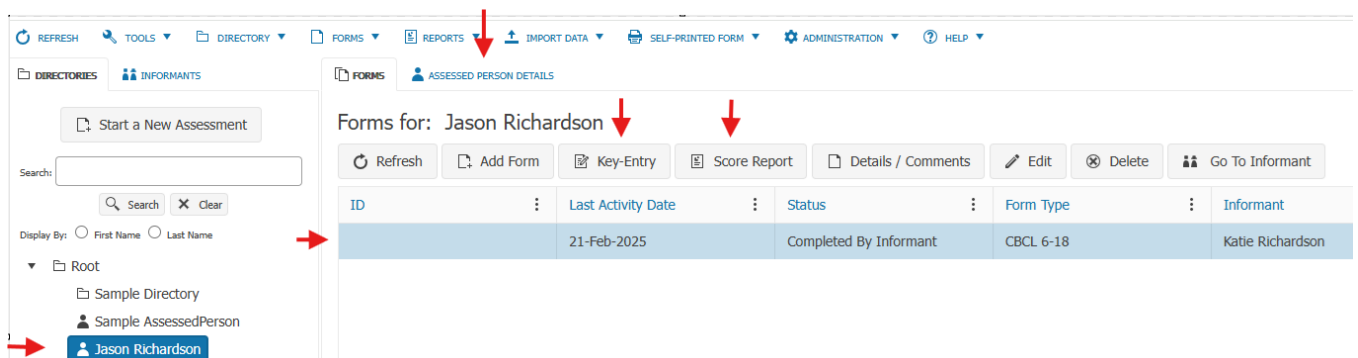 REFRESH TOOLS DIRECTORY FORMS REPORTS IMPORT DATA SELF-PRINTED FORM ADMINISTRATION HELP
DIRECTORIES INFORMANTS
Start a New Assessment
Search:
Search Clear
Display By: First Name Last Name
Root
Sample Directory
Sample AssessedPerson
Jason Richardson
FORMS ASSESSED PERSON DETAILS
Forms for: Jason Richardson
Refresh Add Form Key-Entry Score Report Details / Comments Edit Delete Go To Informant
ID Last Activity Date Status Form Type Informant
21-Feb-2025 Completed By Informant CBCL 6-18 Katie Richardson